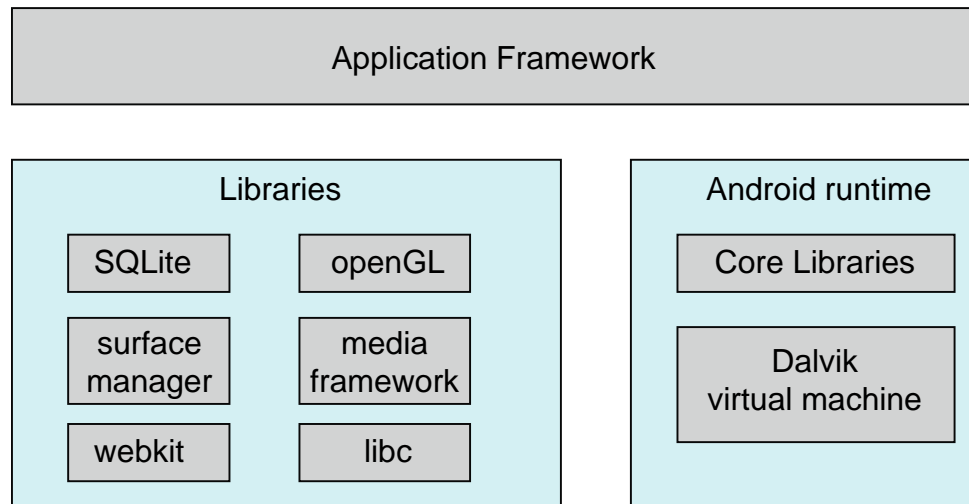 Application Framework
Libraries
SQLite
openGL
surface
manager
media
framework
webkit
libc
Android runtime
Core Libraries
Dalvik
virtual machine